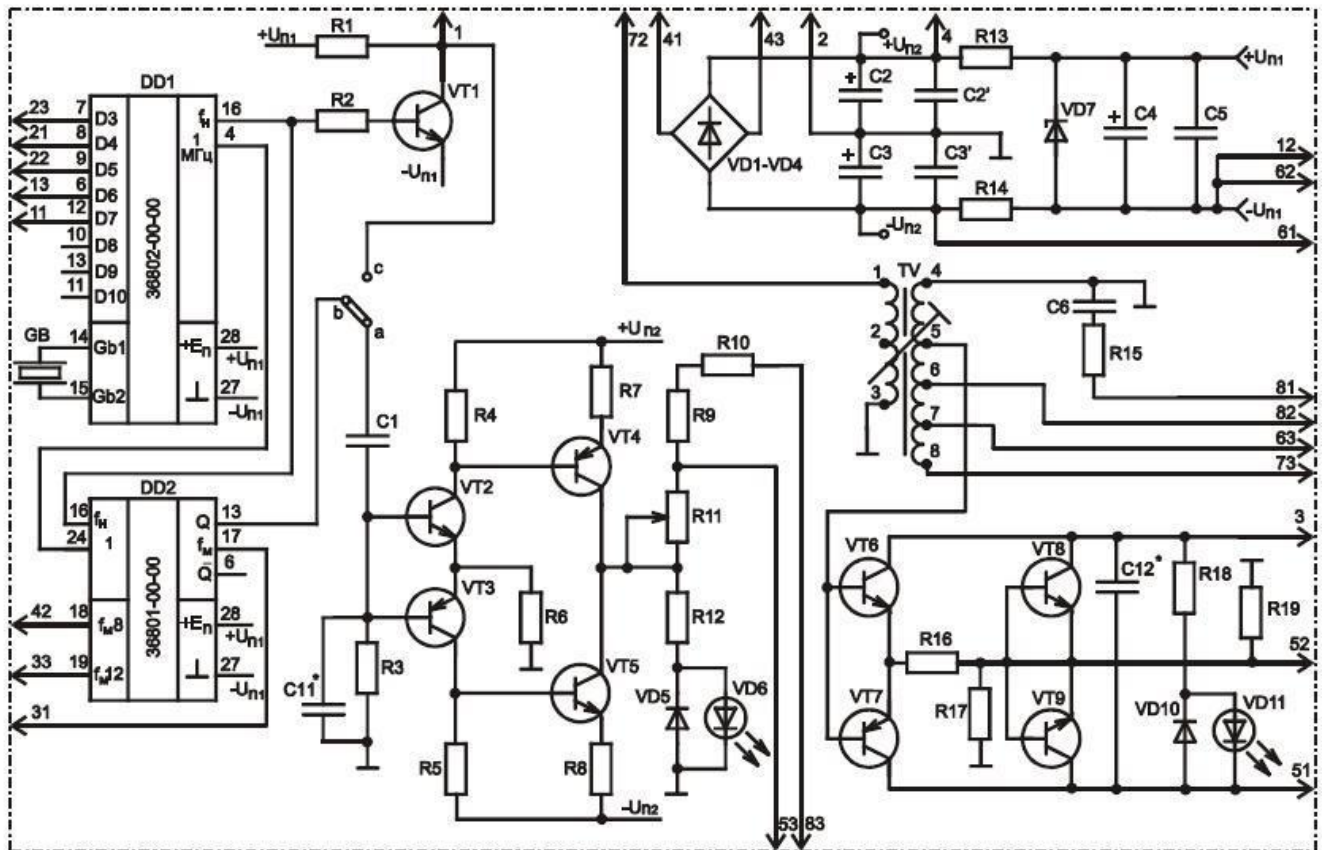 +Uп1
R1
1
DD1
R2
VT1
-Uп1
23
7
D3
fн
16
21
8
D4
1
МГц
4
22
9
D5
13
6
D6
11
12
D7
10
D8
13
D9
11
D10
36802-00-00
GB
14
Gb1
+Eп
28
+Uп1
15
Gb2
⊥
27
-Uп1
DD2
16
fн
Q
13
24
1
fм
17
Q̅
6
36801-00-00
42
18
fм8
+Eп
28
+Uп1
33
19
fм12
⊥
27
-Uп1
31
c
b
a
C1
C11*
R3
VT2
VT3
R4
R5
R6
+Uп2
R7
VT4
VT5
R8
-Uп2
R10
R9
R11
R12
VD5
VD6
53
83
72
41
43
2
+Uп2
4
R13
+Uп1
+
C2
C2'
VD7
+
C4
C5
VD1-VD4
+
C3
C3'
R14
-Uп2
-Uп1
12
62
61
1
TV
4
2
5
3
6
7
8
C6
R15
81
82
63
73
3
VT6
VT8
C12*
R18
R19
R16
52
VT7
R17
VT9
VD10
VD11
51